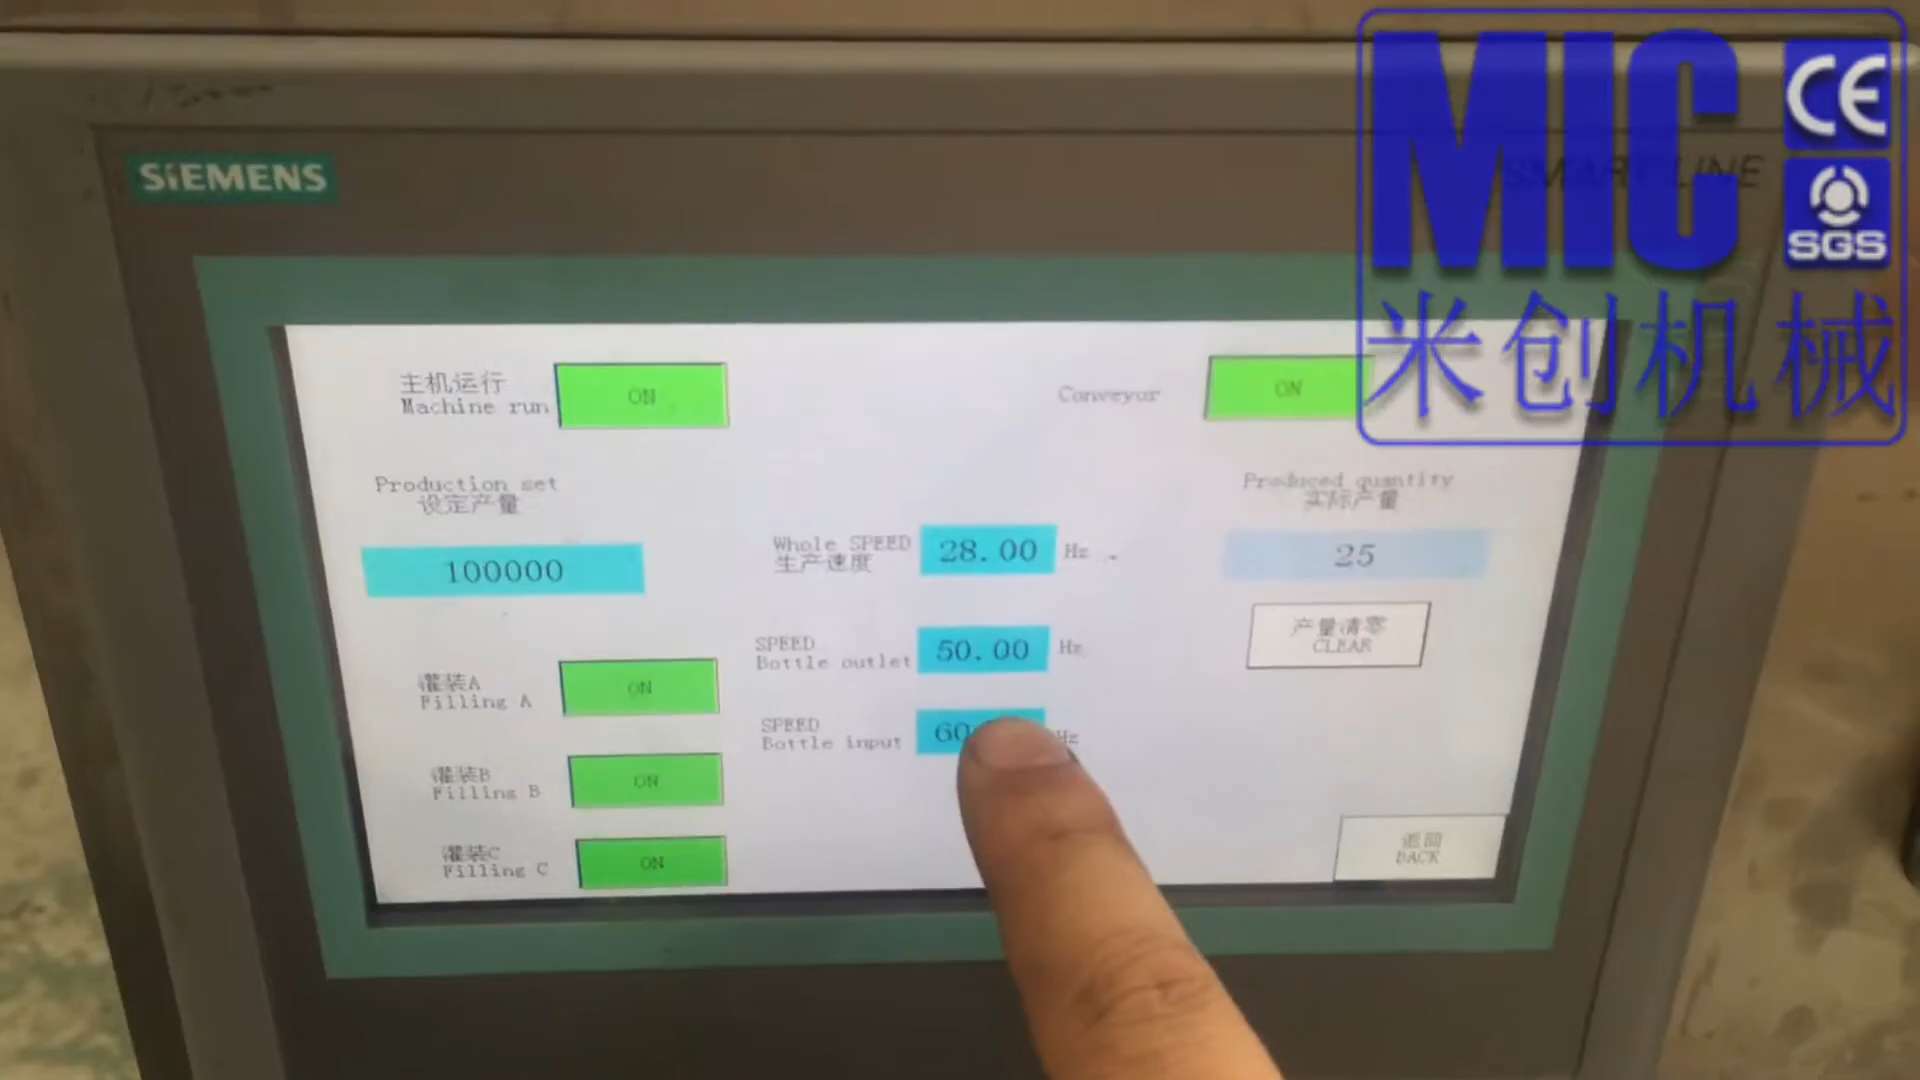 SIEMENS
SMART LINE
MIC
CE
SGS
米创机械
主机运行
Machine run
ON
Conveyor
ON
Production set
设定产量
100000
Whole SPEED
生产速度
28.00 Hz
Produced quantity
实际产量
25
产量清零
CLEAR
SPEED
Bottle outlet
50.00 Hz
灌装A
Filling A
ON
SPEED
Bottle input
Hz
灌装B
Filling B
ON
灌装C
Filling C
ON
返回
BACK